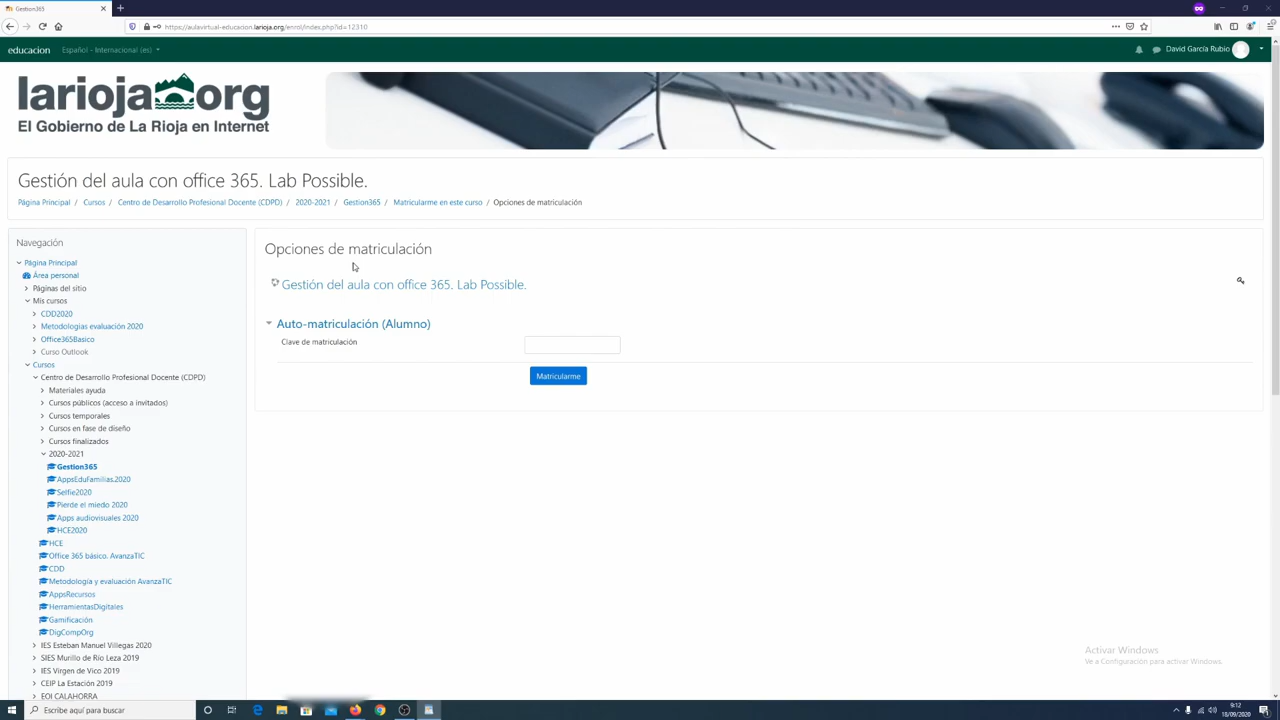 Gestion365
https://aulavirtual-educacion.larioja.org/enrol/index.php?id=12310
educacion
Español - Internacional (es)
David García Rubio
larioja.org
El Gobierno de La Rioja en Internet
Gestión del aula con office 365. Lab Possible.
Página Principal / Cursos / Centro de Desarrollo Profesional Docente (CDPD) / 2020-2021 / Gestion365 / Matricularme en este curso / Opciones de matriculación
Navegación
Página Principal
Área personal
Páginas del sitio
Mis cursos
CDD2020
Metodologías evaluación 2020
Office365Basico
Curso Outlook
Cursos
Centro de Desarrollo Profesional Docente (CDPD)
Materiales ayuda
Cursos públicos (acceso a invitados)
Cursos temporales
Cursos en fase de diseño
Cursos finalizados
2020-2021
Gestion365
AppsEduFamilias.2020
Selfie2020
Pierde el miedo 2020
Apps audiovisuales 2020
HCE2020
HCE
Office 365 básico. AvanzaTIC
CDD
Metodología y evaluación AvanzaTIC
AppsRecursos
HerramientasDigitales
Gamificación
DigCompOrg
IES Esteban Manuel Villegas 2020
SIES Murillo de Río Leza 2019
IES Virgen de Vico 2019
CEIP La Estación 2019
EOI CALAHORRA
Opciones de matriculación
Gestión del aula con office 365. Lab Possible.
Auto-matriculación (Alumno)
Clave de matriculación
Matricularme
Activar Windows
Ve a Configuración para activar Windows.
Escribe aquí para buscar
9:12
18/09/2020